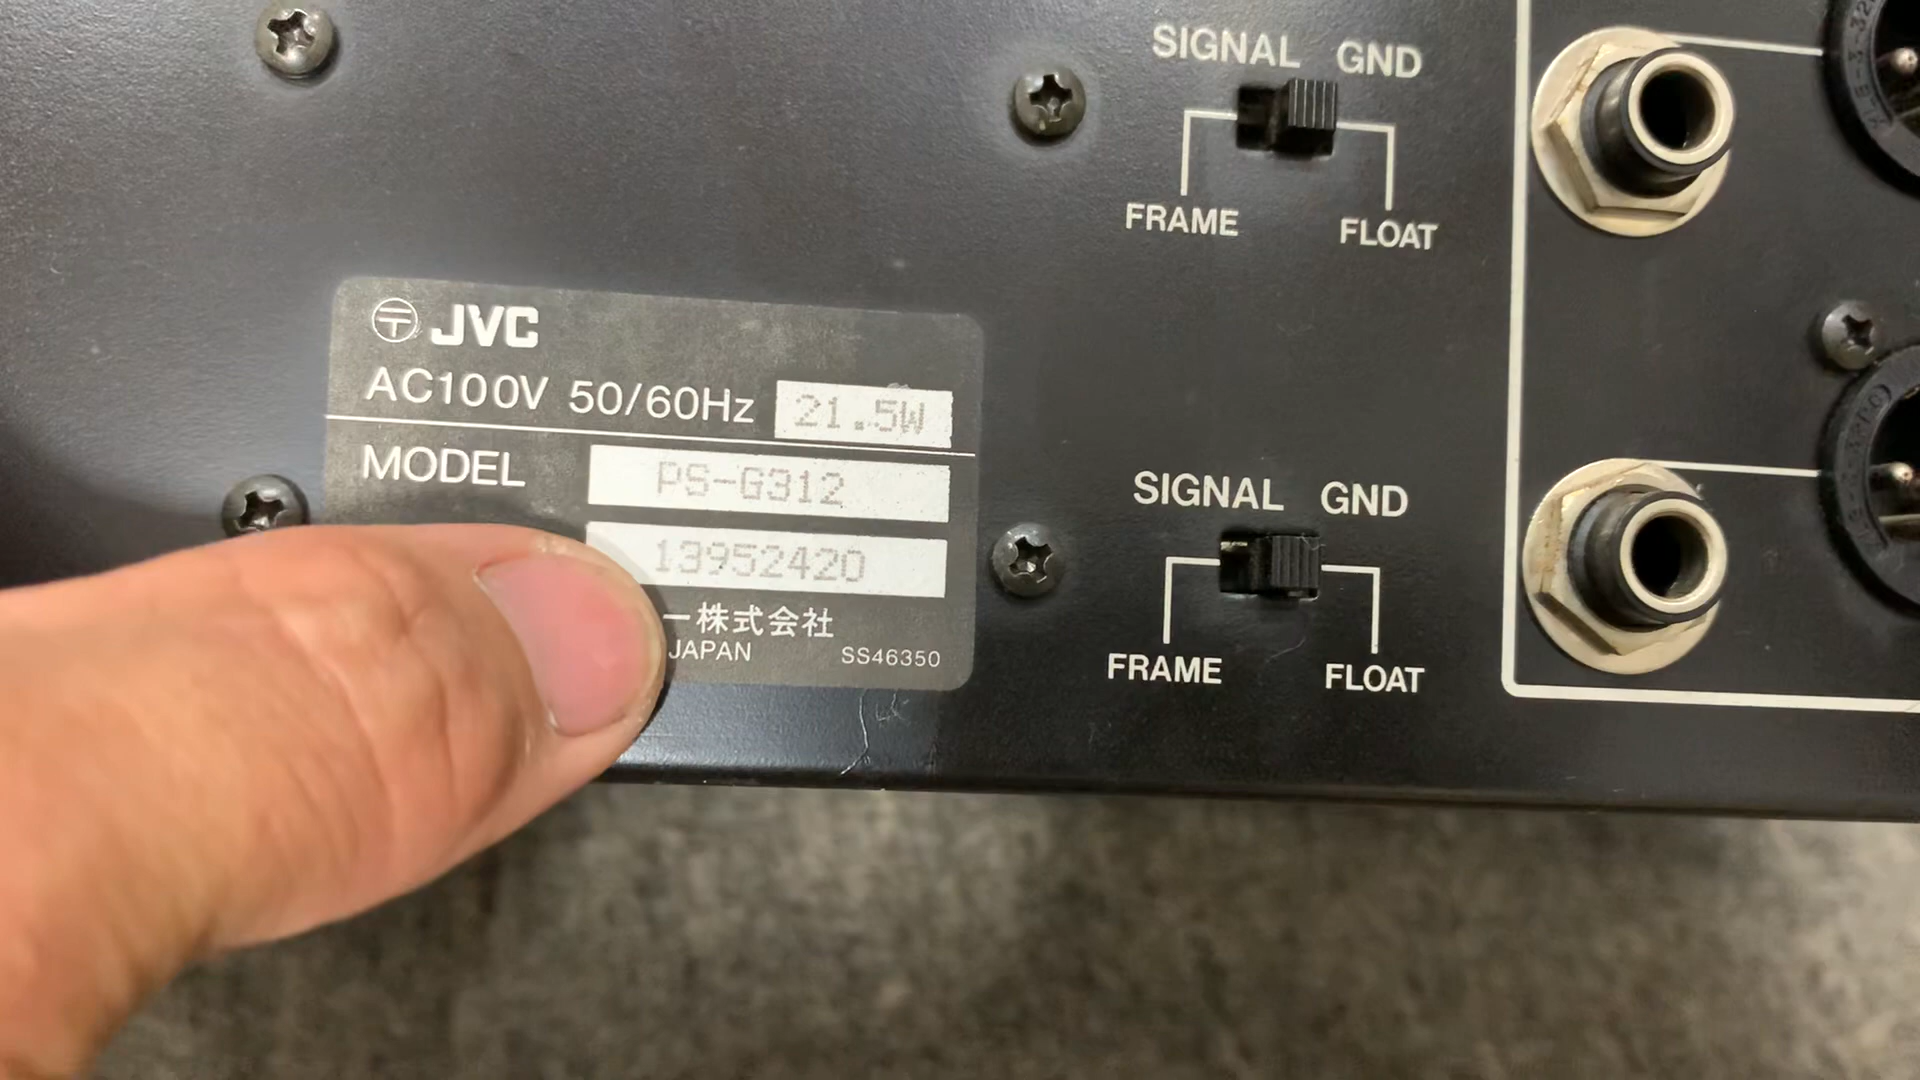 SIGNAL GND
FRAME FLOAT
JVC
AC100V 50/60Hz 21.5W
MODEL PS-G312
13952420
ー株式会社
JAPAN SS46350
SIGNAL GND
FRAME FLOAT